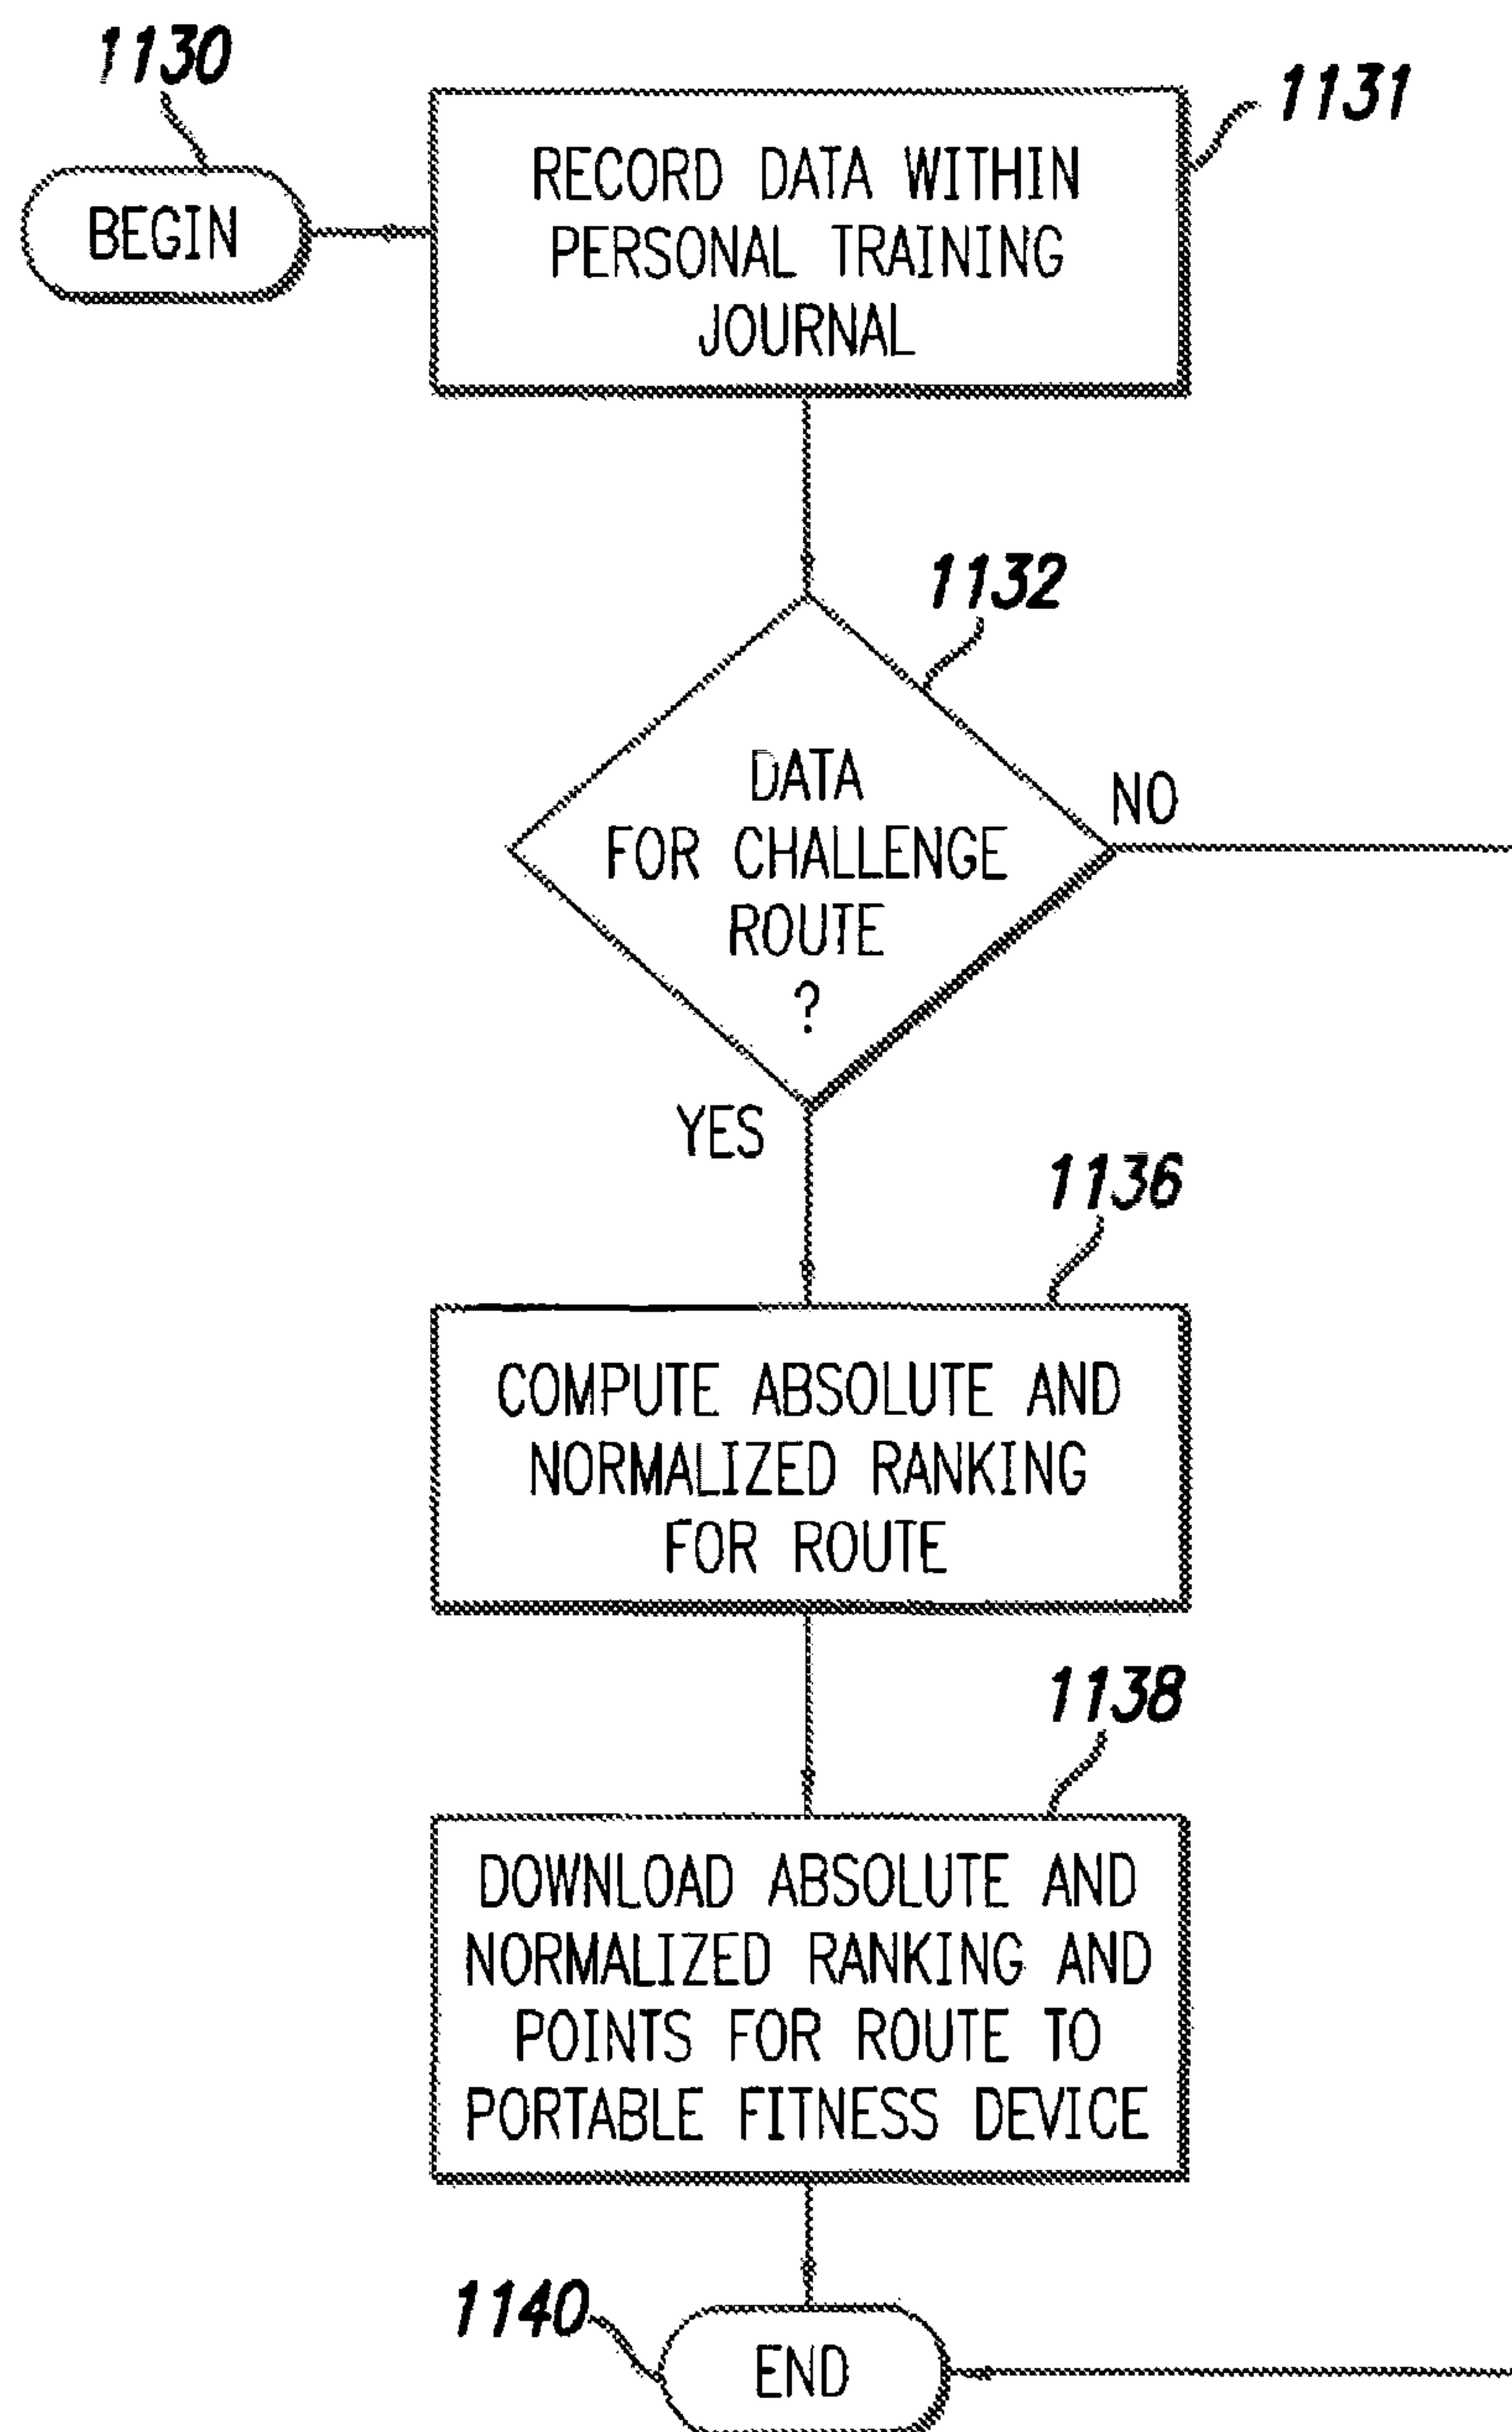 1130
BEGIN
1131
RECORD DATA WITHIN
PERSONAL TRAINING
JOURNAL
1132
DATA
FOR CHALLENGE
ROUTE
?
NO
YES
1136
COMPUTE ABSOLUTE AND
NORMALIZED RANKING
FOR ROUTE
1138
DOWNLOAD ABSOLUTE AND
NORMALIZED RANKING AND
POINTS FOR ROUTE TO
PORTABLE FITNESS DEVICE
1140
END